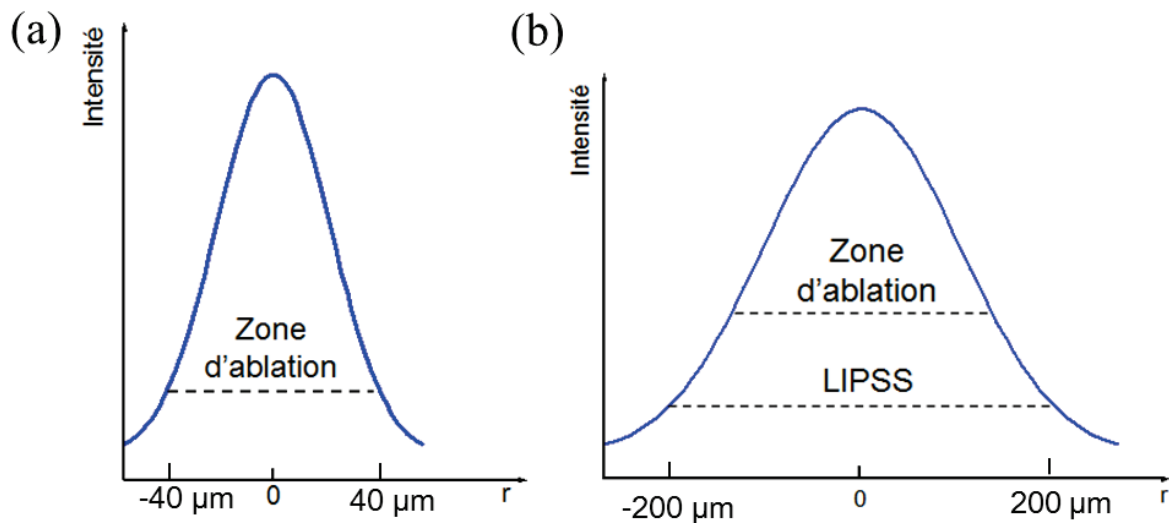 (a)
Intensité
Zone
d'ablation
-40 µm
0
40 µm
r
(b)
Intensité
Zone
d'ablation
LIPSS
-200 µm
0
200 µm
r